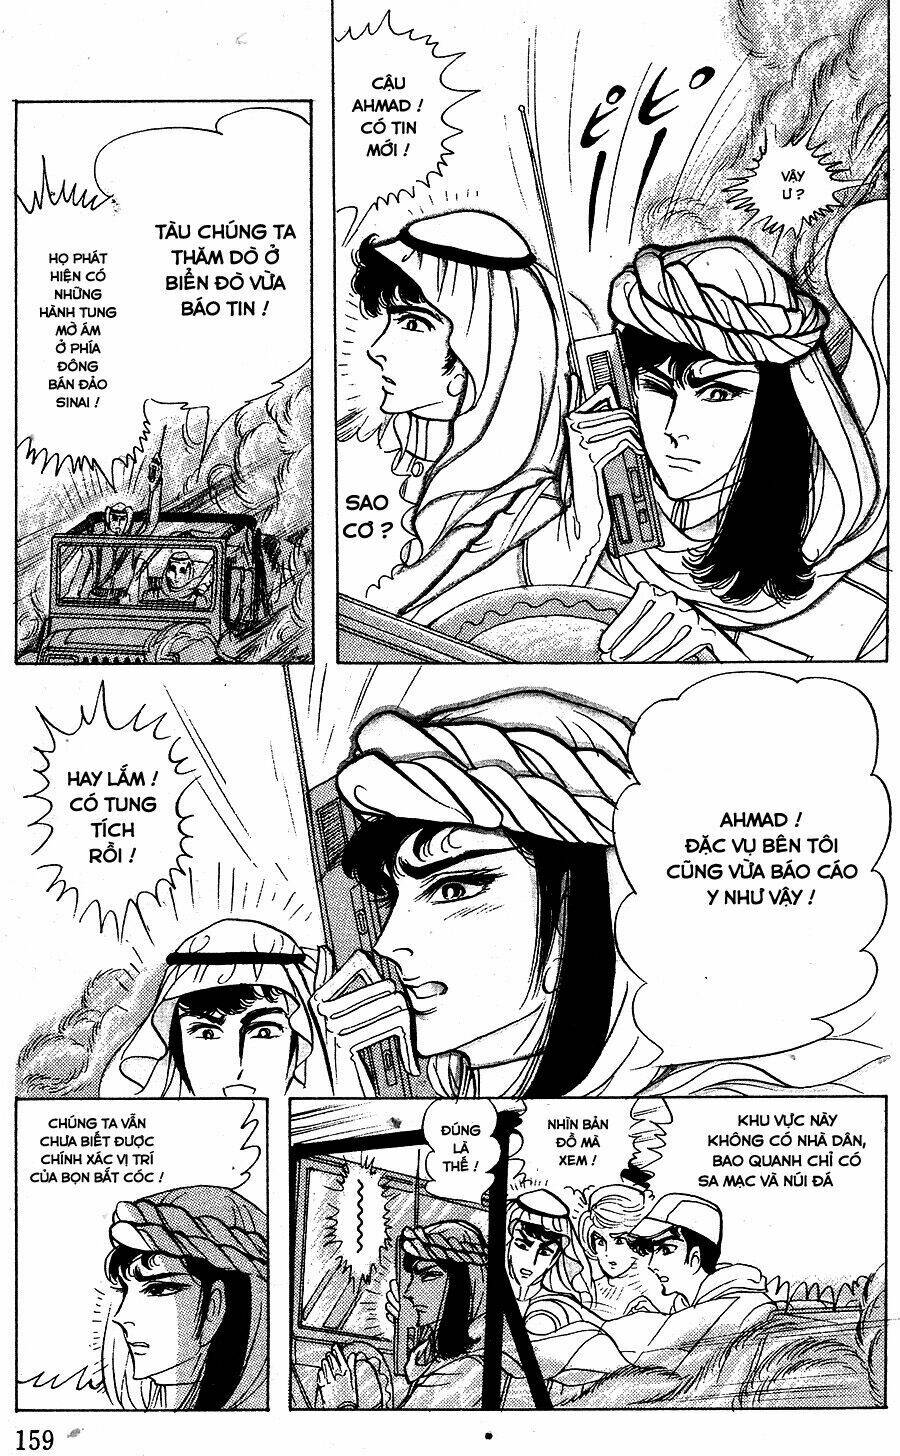 CẬU
AHMAD !
CÓ TIN
MỚI !
ピピピ
VẬY
Ư ?
SAO
CƠ ?
TÀU CHÚNG TA
THĂM DÒ Ở
BIỂN ĐỎ VỪA
BÁO TIN !
HỌ PHÁT
HIỆN CÓ
NHỮNG
HÀNH TUNG
MỜ ÁM
Ở PHÍA
ĐÔNG
BÁN ĐẢO
SINAI !
HAY LẮM !
CÓ TUNG
TÍCH
RỒI !
AHMAD !
ĐẶC VỤ BÊN TÔI
CŨNG VỪA BÁO CÁO
Y NHƯ VẬY !
CHÚNG TA VẪN
CHƯA BIẾT ĐƯỢC
CHÍNH XÁC VỊ TRÍ
CỦA BỌN BẮT CÓC !
ĐÚNG
LÀ
THẾ !
NHÌN BẢN
ĐỒ MÀ
XEM !
KHU VỰC NÀY
KHÔNG CÓ NHÀ DÂN,
BAO QUANH CHỈ CÓ
SA MẠC VÀ NÚI ĐÁ
159